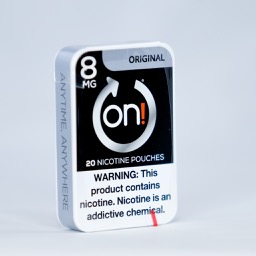 8
MG
ORIGINAL
on!
20 NICOTINE POUCHES
WARNING: This
product contains
nicotine. Nicotine is an
addictive chemical.
ANYTIME, ANYWHERE